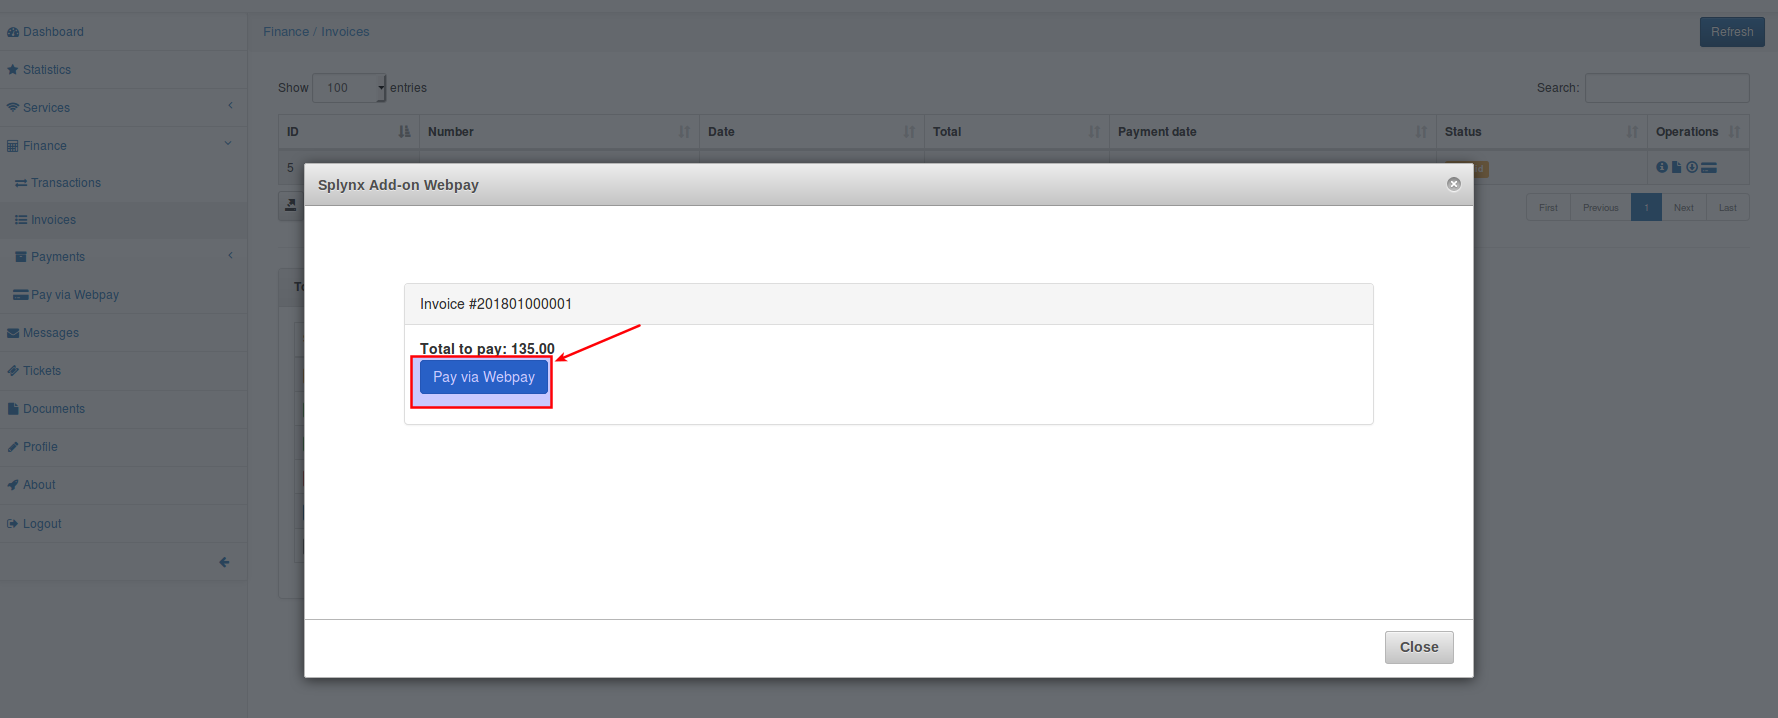 Dashboard
Finance / Invoices
Refresh
Statistics
Services
Finance
Transactions
Invoices
Payments
Pay via Webpay
Messages
Tickets
Documents
Profile
About
Logout
Show 100 entries
Search:
ID Number Date Total Payment date Status Operations
5
First Previous 1 Next Last
Splynx Add-on Webpay
Invoice #201801000001
Total to pay: 135.00
Pay via Webpay
Close